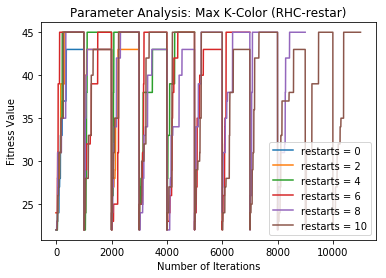 Parameter Analysis: Max K-Color (RHC-restar)
Fitness Value
45
40
35
30
25
restarts = 0
restarts = 2
restarts = 4
restarts = 6
restarts = 8
restarts = 10
0 2000 4000 6000 8000 10000
Number of Iterations